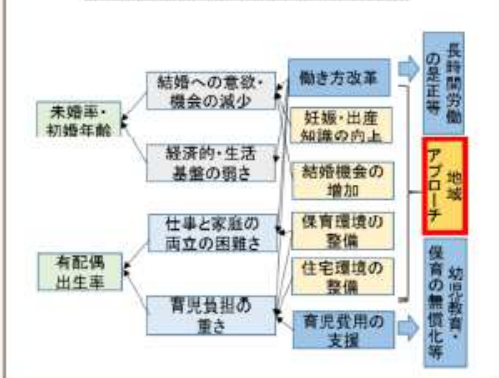 未婚率・
初婚年齢
有配偶
出生率
結婚への意欲・
機会の減少
経済的・生活
基盤の弱さ
仕事と家庭の
両立の困難さ
育児負担の
重さ
働き方改革
妊娠・出産
知識の向上
結婚機会の
増加
保育環境の
整備
住宅環境の
整備
育児費用の
支援
長時間労働
の是正等
地域
アプローチ
幼児教育・
保育の無償化等